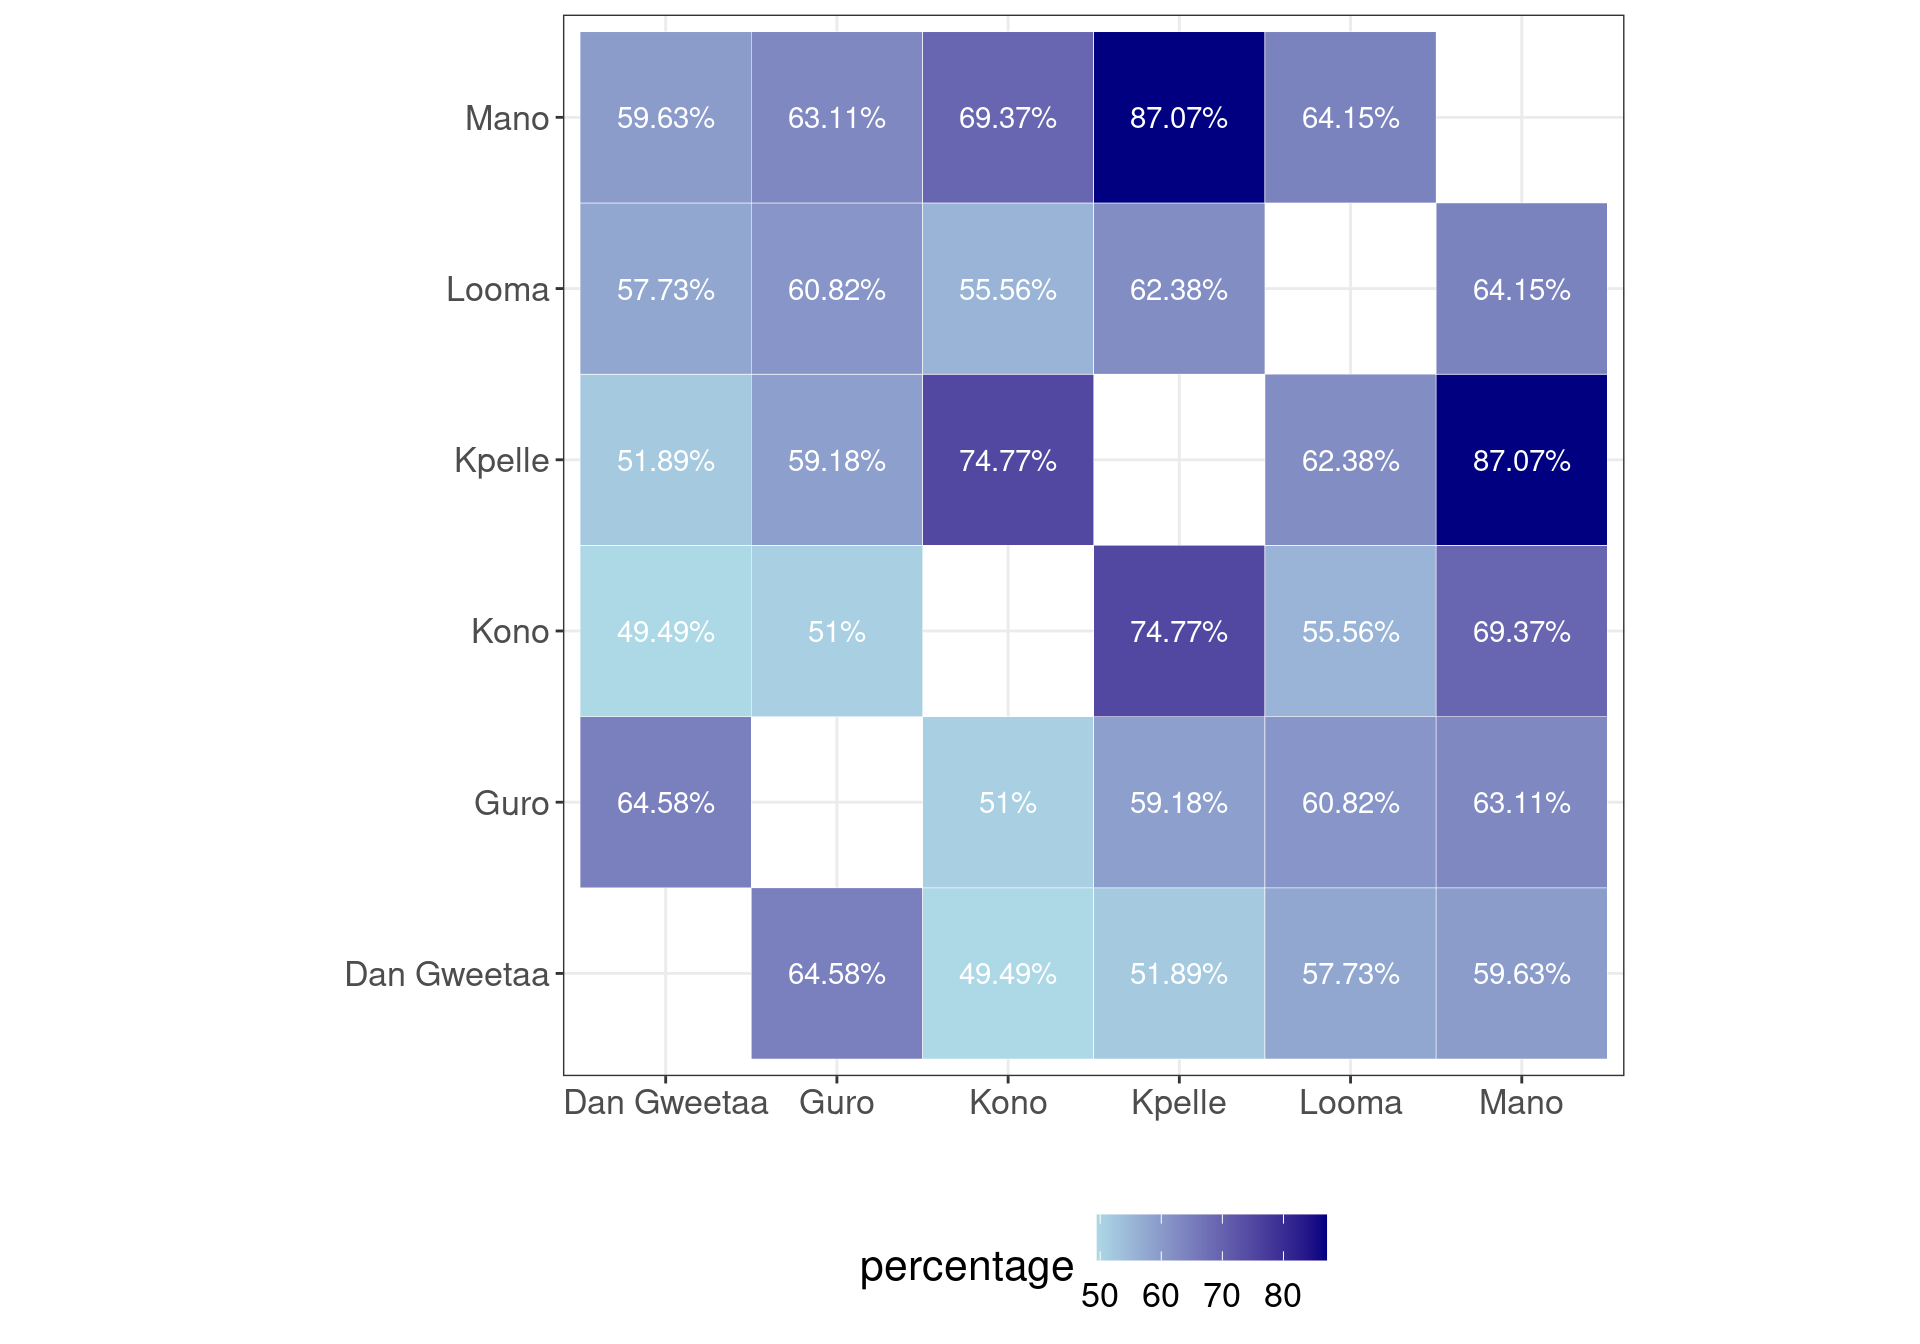 Mano 59.63% 63.11% 69.37% 87.07% 64.15%
Looma 57.73% 60.82% 55.56% 62.38% 64.15%
Kpelle 51.89% 59.18% 74.77% 62.38% 87.07%
Kono 49.49% 51% 74.77% 55.56% 69.37%
Guro 64.58% 51% 59.18% 60.82% 63.11%
Dan Gweetaa 64.58% 49.49% 51.89% 57.73% 59.63%
Dan Gweetaa Guro Kono Kpelle Looma Mano
percentage
50 60 70 80